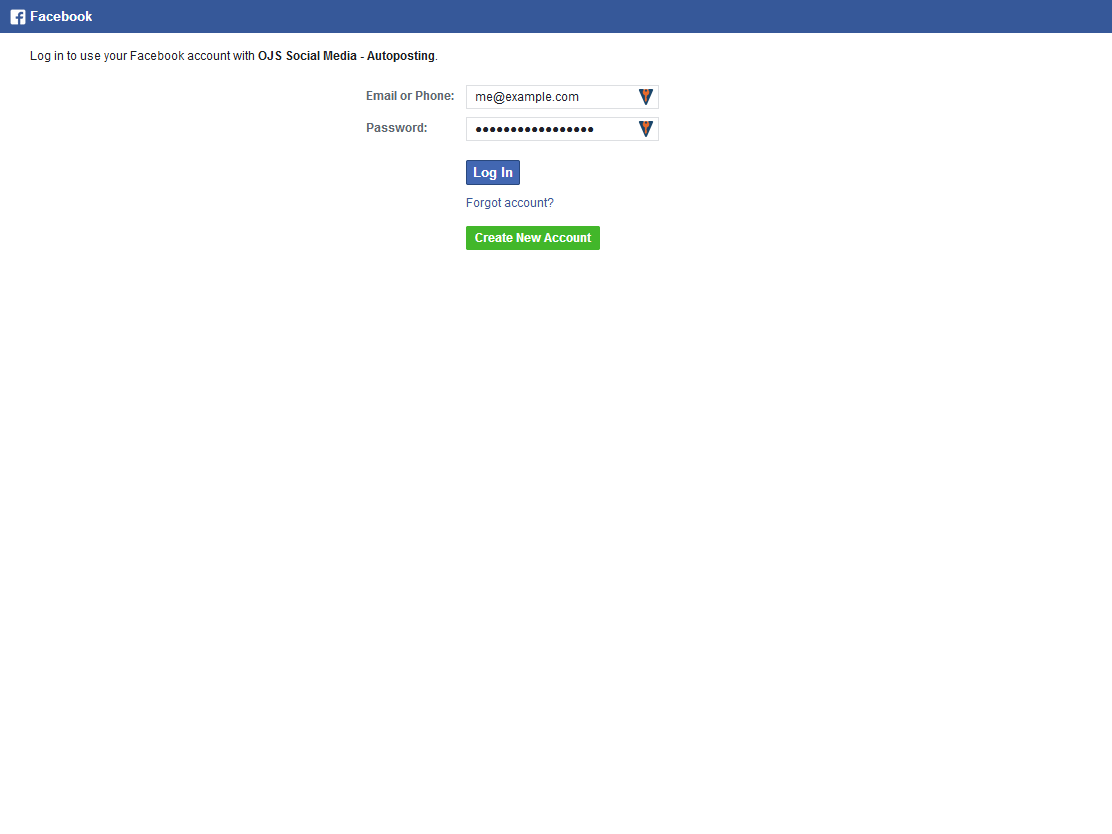 Facebook
Log in to use your Facebook account with OJS Social Media - Autoposting.
Email or Phone: me@example.com
Password: •••••••••••••••••
Log In
Forgot account?
Create New Account